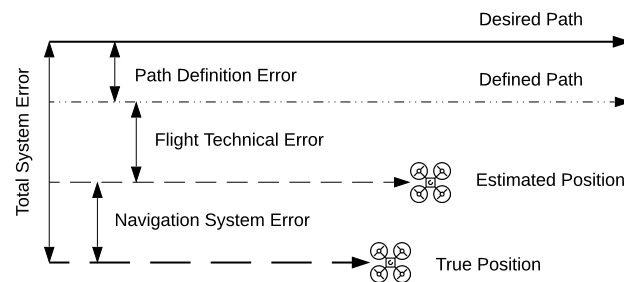 Desired Path
Path Definition Error
Defined Path
Total System Error
Flight Technical Error
Estimated Position
Navigation System Error
True Position